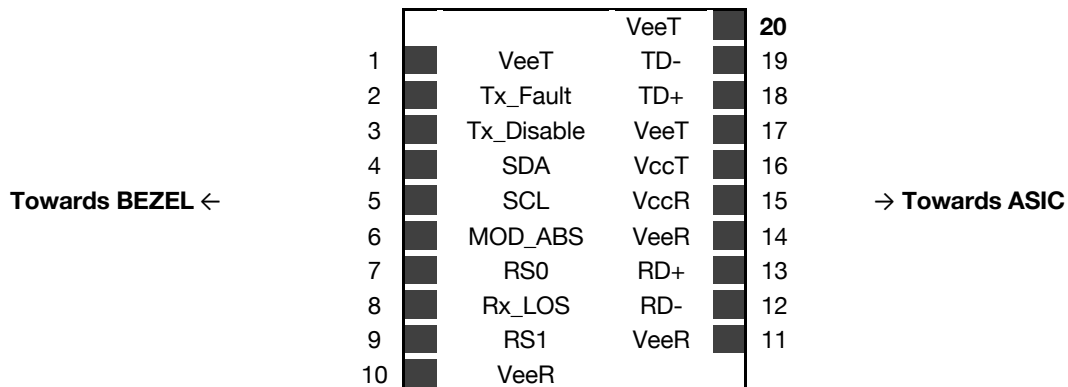 VeeT 20
1 VeeT TD- 19
2 Tx_Fault TD+ 18
3 Tx_Disable VeeT 17
4 SDA VccT 16
Towards BEZEL ← 5 SCL VccR 15 → Towards ASIC
6 MOD_ABS VeeR 14
7 RS0 RD+ 13
8 Rx_LOS RD- 12
9 RS1 VeeR 11
10 VeeR